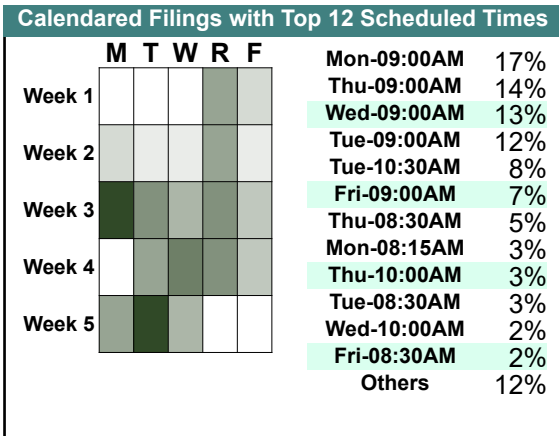 Calendared Filings with Top 12 Scheduled Times
M T W R F
Week 1
Week 2
Week 3
Week 4
Week 5
Mon-09:00AM 17%
Thu-09:00AM 14%
Wed-09:00AM 13%
Tue-09:00AM 12%
Tue-10:30AM 8%
Fri-09:00AM 7%
Thu-08:30AM 5%
Mon-08:15AM 3%
Thu-10:00AM 3%
Tue-08:30AM 3%
Wed-10:00AM 2%
Fri-08:30AM 2%
Others 12%